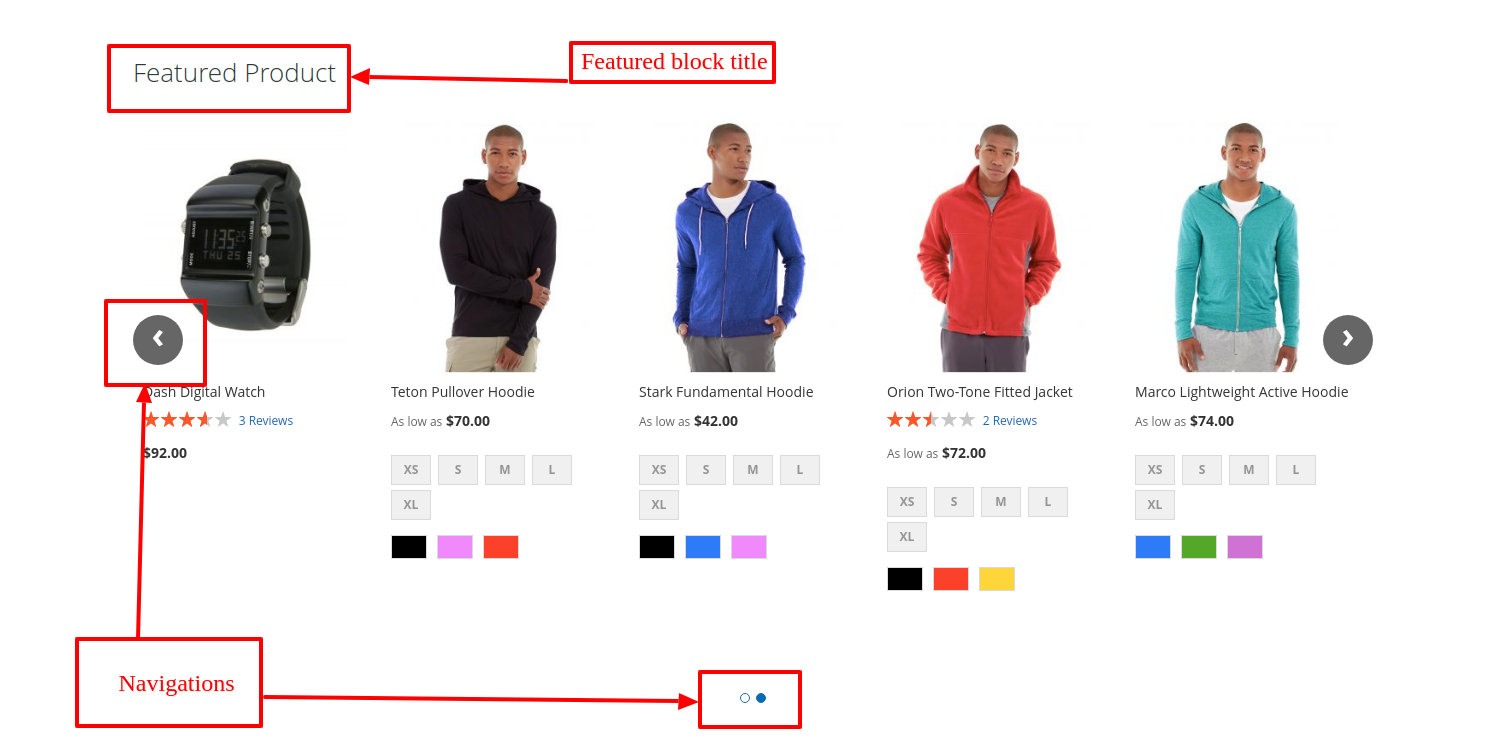 Featured Product
Featured block title
Dash Digital Watch
3 Reviews
$92.00
Teton Pullover Hoodie
As low as $70.00
XS S M L
XL
Stark Fundamental Hoodie
As low as $42.00
XS S M L
XL
Orion Two-Tone Fitted Jacket
2 Reviews
As low as $72.00
XS S M L
XL
Marco Lightweight Active Hoodie
As low as $74.00
XS S M L
XL
Navigations